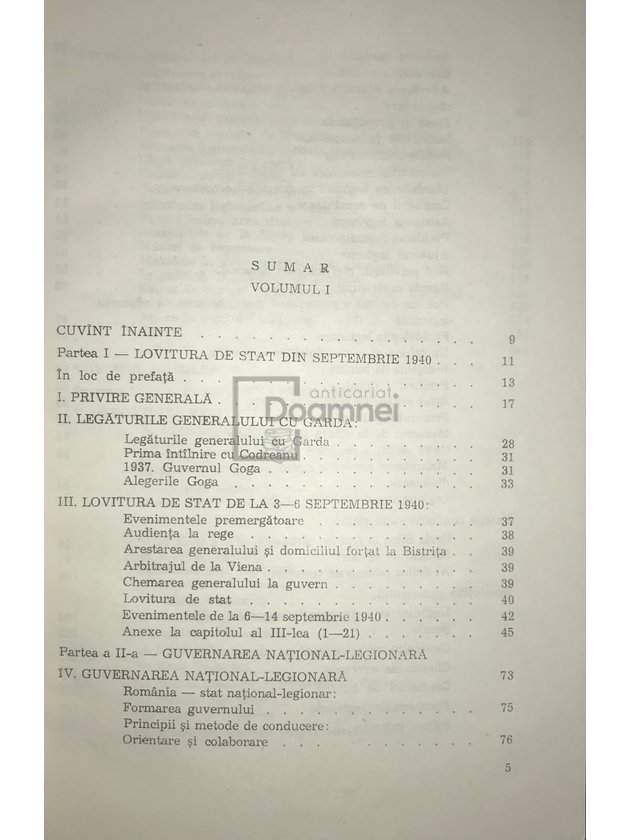 SUMAR
VOLUMUL I
CUVÎNT ÎNAINTE . . . . . . . . . . . . . . . 9
Partea I — LOVITURA DE STAT DIN SEPTEMBRIE 1940 . . . 11
În loc de prefață . . . . . . . . . . . . . . . 13
I. PRIVIRE GENERALĂ . . . . . . . . . . . . . . 17
anticariat
Doamnei
II. LEGĂTURILE GENERALULUI CU GARDA:
Legăturile generalului cu Garda . . . . . . . . 28
Prima întîlnire cu Codreanu . . . . . . . . . 31
1937. Guvernul Goga . . . . . . . . . . . . 31
Alegerile Goga . . . . . . . . . . . . . . 33
III. LOVITURA DE STAT DE LA 3—6 SEPTEMBRIE 1940:
Evenimentele premergătoare . . . . . . . . . 37
Audiența la rege . . . . . . . . . . . . . 38
Arestarea generalului și domiciliul forțat la Bistrița . . 39
Arbitrajul de la Viena . . . . . . . . . . . 39
Chemarea generalului la guvern . . . . . . . . 39
Lovitura de stat . . . . . . . . . . . . . 40
Evenimentele de la 6—14 septembrie 1940 . . . . . 42
Anexe la capitolul al III-lea (1—21) . . . . . . 45
Partea a II-a — GUVERNAREA NAȚIONAL-LEGIONARĂ
IV. GUVERNAREA NAȚIONAL-LEGIONARĂ 73
România — stat național-legionar:
Formarea guvernului . . . . . . . . . . . . 75
Principii și metode de conducere:
Orientare și colaborare . . . . . . . . . . . 76
5